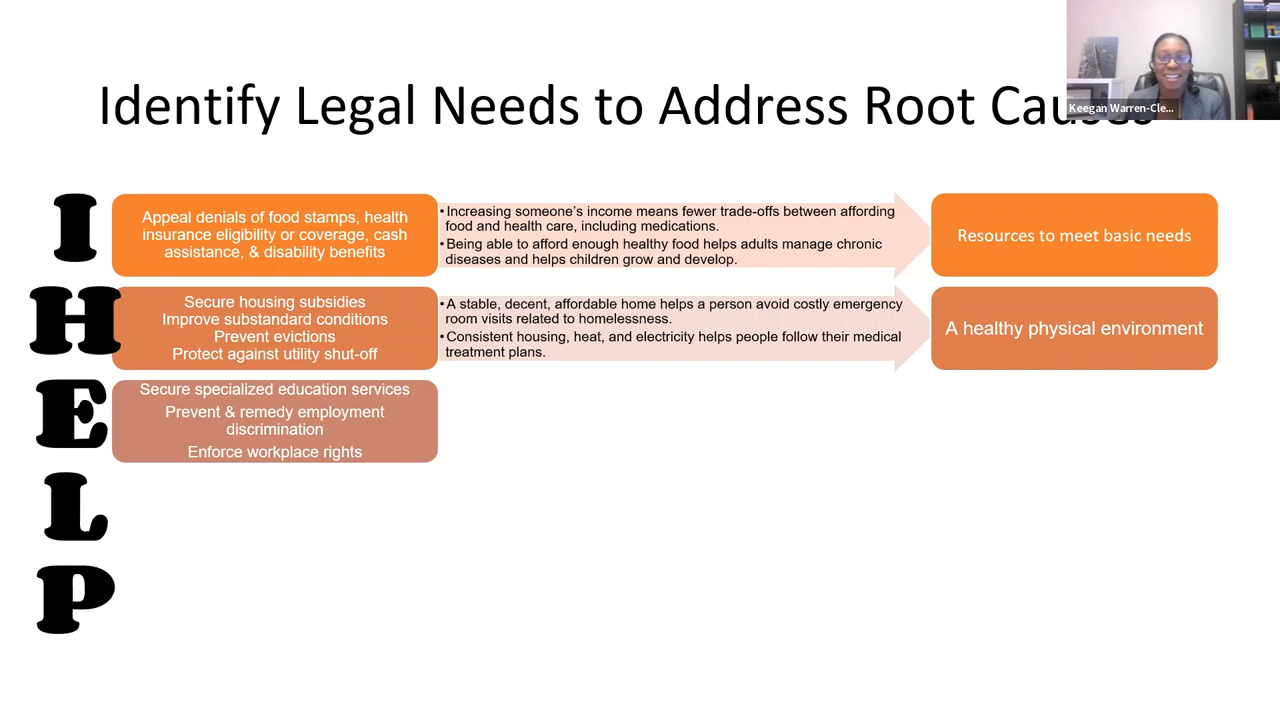 Identify Legal Needs to Address Root Causes
Keegan Warren-Cle...
I
Appeal denials of food stamps, health
insurance eligibility or coverage, cash
assistance, & disability benefits
•Increasing someone's income means fewer trade-offs between affording
food and health care, including medications.
•Being able to afford enough healthy food helps adults manage chronic
diseases and helps children grow and develop.
Resources to meet basic needs
H
Secure housing subsidies
Improve substandard conditions
Prevent evictions
Protect against utility shut-off
•A stable, decent, affordable home helps a person avoid costly emergency
room visits related to homelessness.
•Consistent housing, heat, and electricity helps people follow their medical
treatment plans.
A healthy physical environment
E
Secure specialized education services
Prevent & remedy employment
discrimination
Enforce workplace rights
L
P